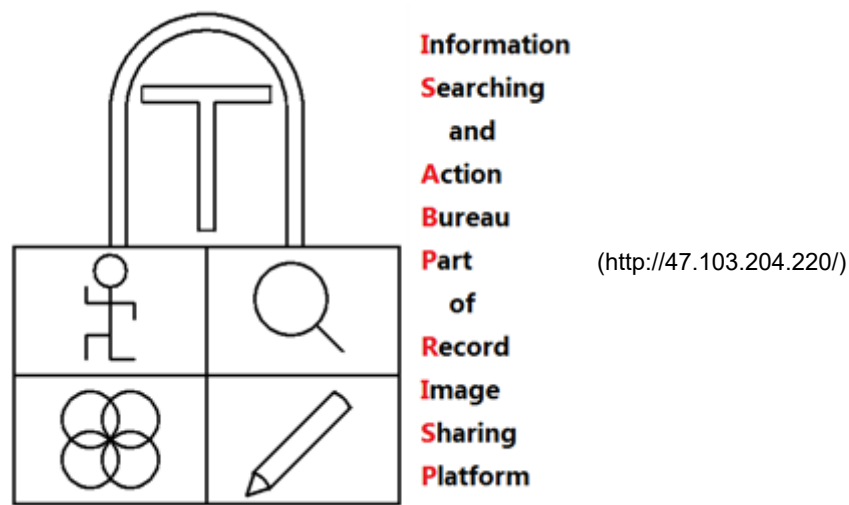 T
Information
Searching
and
Action
Bureau
Part
(http://47.103.204.220/)
of
Record
Image
Sharing
Platform